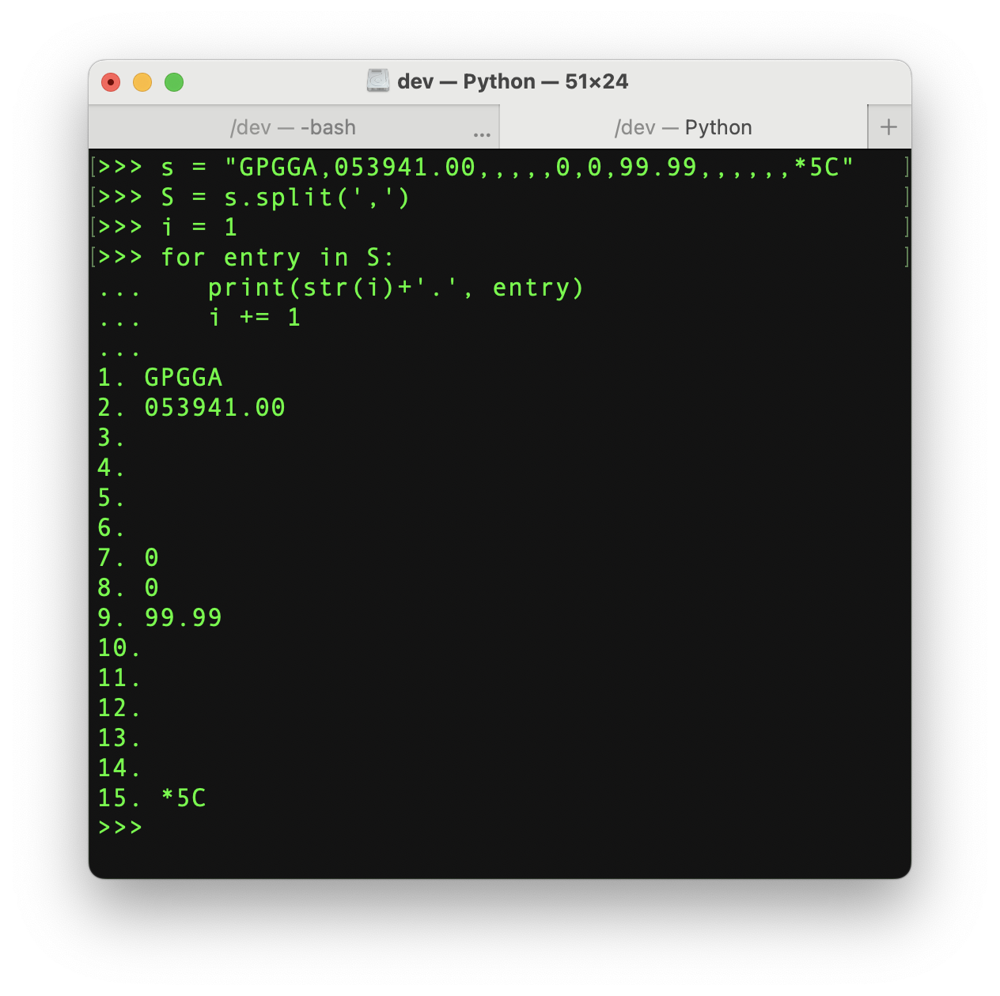 dev — Python — 51×24
/dev — -bash ... /dev — Python +
[>>> s = "GPGGA,053941.00,,,,,0,0,99.99,,,,,,*5C" ]
[>>> S = s.split(',') ]
[>>> i = 1 ]
[>>> for entry in S: ]
...    print(str(i)+'.', entry)
...    i += 1
...
1. GPGGA
2. 053941.00
3.
4.
5.
6.
7. 0
8. 0
9. 99.99
10.
11.
12.
13.
14.
15. *5C
>>>